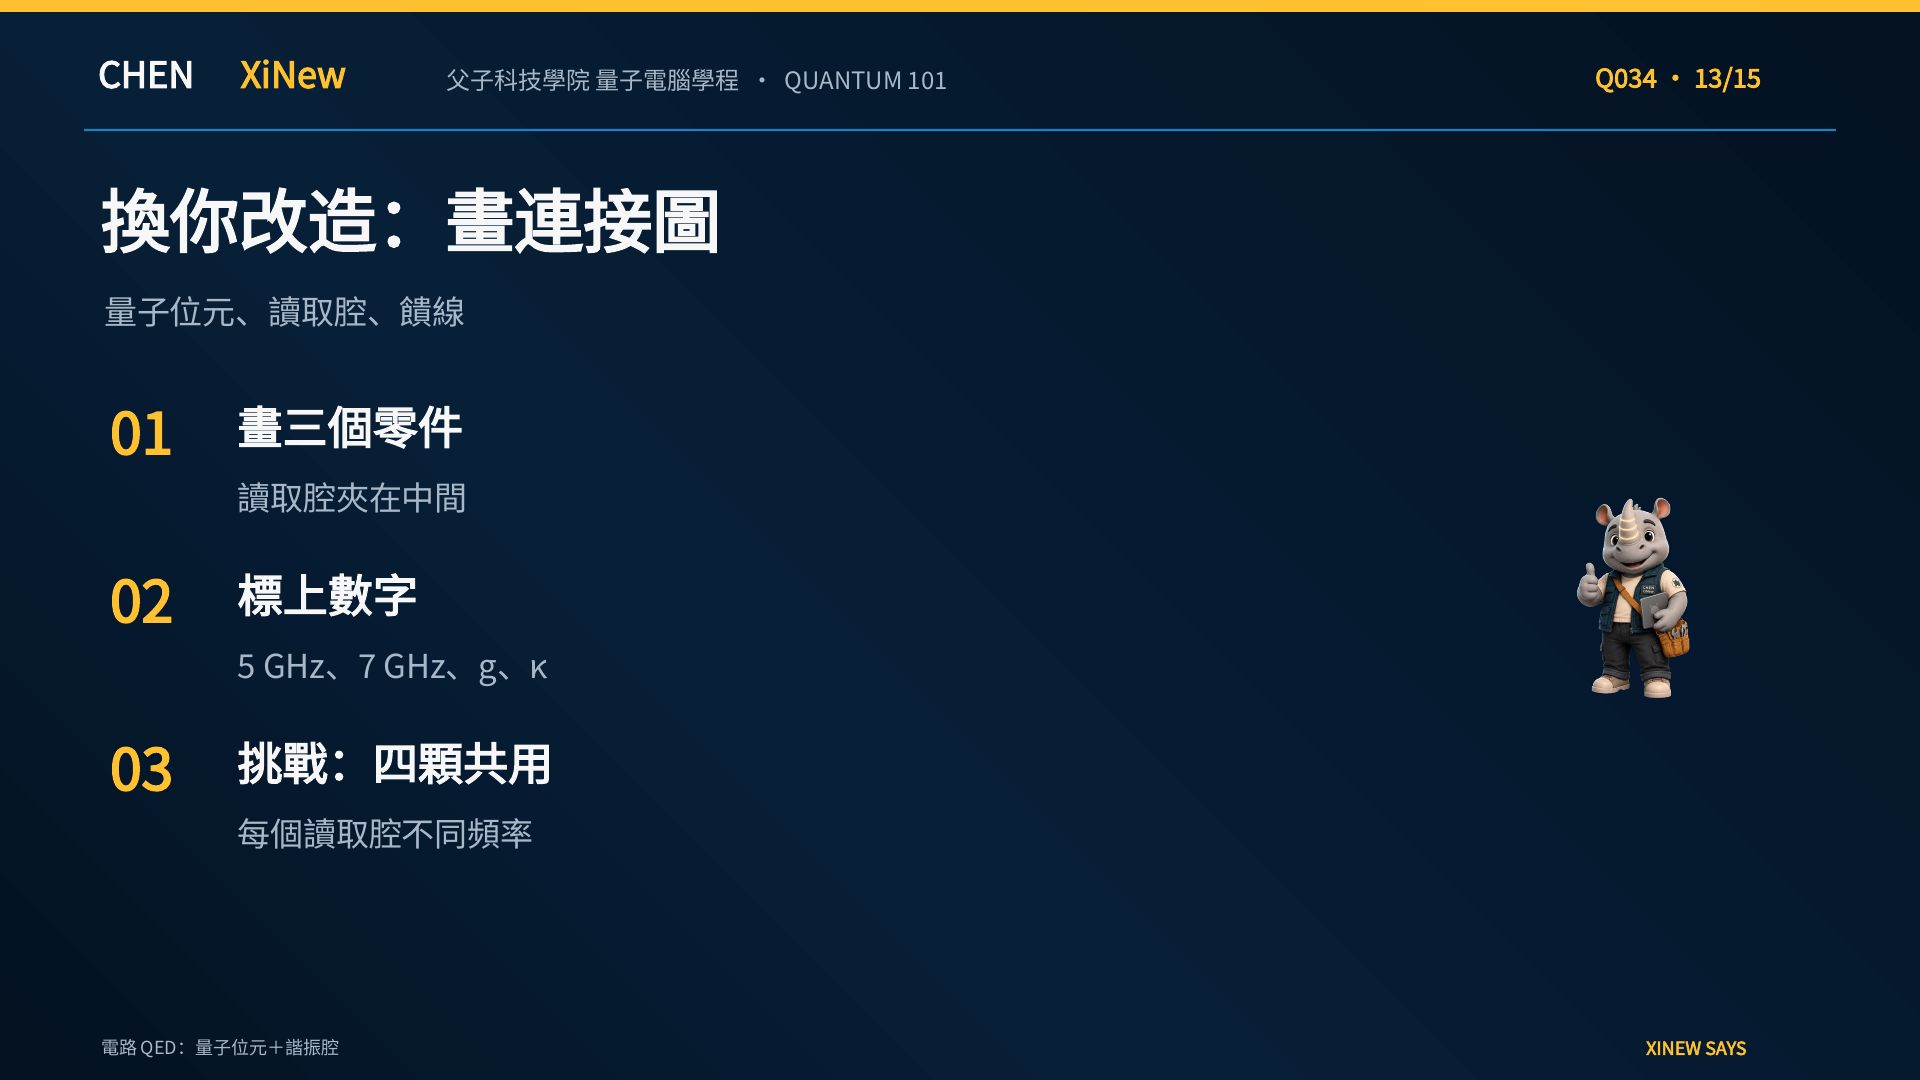 CHEN XiNew 父子科技學院 量子電腦學程 · QUANTUM 101 Q034 · 13/15
換你改造：畫連接圖
量子位元、讀取腔、饋線
01 畫三個零件
讀取腔夾在中間
02 標上數字
5 GHz、7 GHz、g、κ
03 挑戰：四顆共用
每個讀取腔不同頻率
電路 QED：量子位元＋諧振腔
XINEW SAYS